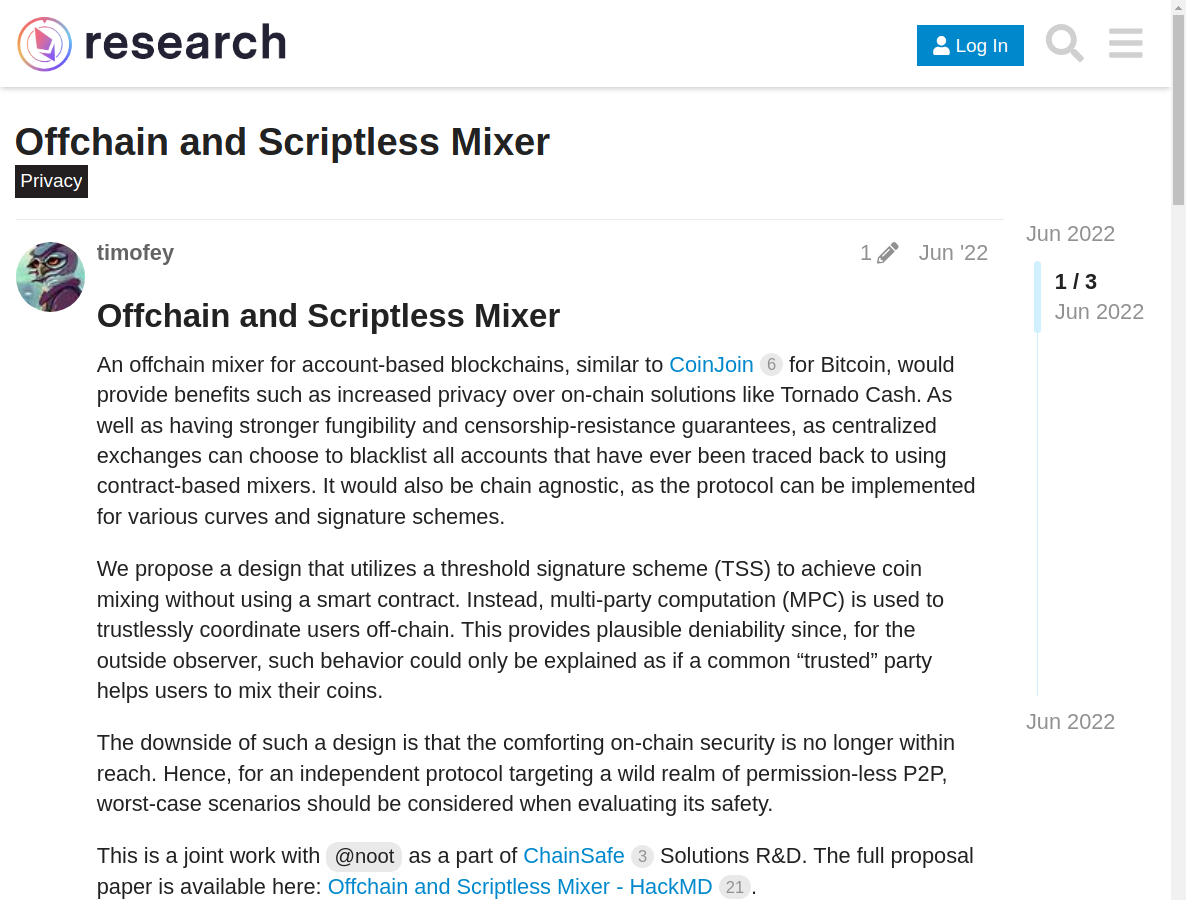 research
Log In
Offchain and Scriptless Mixer
Privacy
Jun 2022
timofey
1
Jun '22
1 / 3
Jun 2022
Offchain and Scriptless Mixer
An offchain mixer for account-based blockchains, similar to CoinJoin 6 for Bitcoin, would
provide benefits such as increased privacy over on-chain solutions like Tornado Cash. As
well as having stronger fungibility and censorship-resistance guarantees, as centralized
exchanges can choose to blacklist all accounts that have ever been traced back to using
contract-based mixers. It would also be chain agnostic, as the protocol can be implemented
for various curves and signature schemes.
We propose a design that utilizes a threshold signature scheme (TSS) to achieve coin
mixing without using a smart contract. Instead, multi-party computation (MPC) is used to
trustlessly coordinate users off-chain. This provides plausible deniability since, for the
outside observer, such behavior could only be explained as if a common “trusted” party
helps users to mix their coins.
Jun 2022
The downside of such a design is that the comforting on-chain security is no longer within
reach. Hence, for an independent protocol targeting a wild realm of permission-less P2P,
worst-case scenarios should be considered when evaluating its safety.
This is a joint work with @noot as a part of ChainSafe 3 Solutions R&D. The full proposal
paper is available here: Offchain and Scriptless Mixer - HackMD 21.